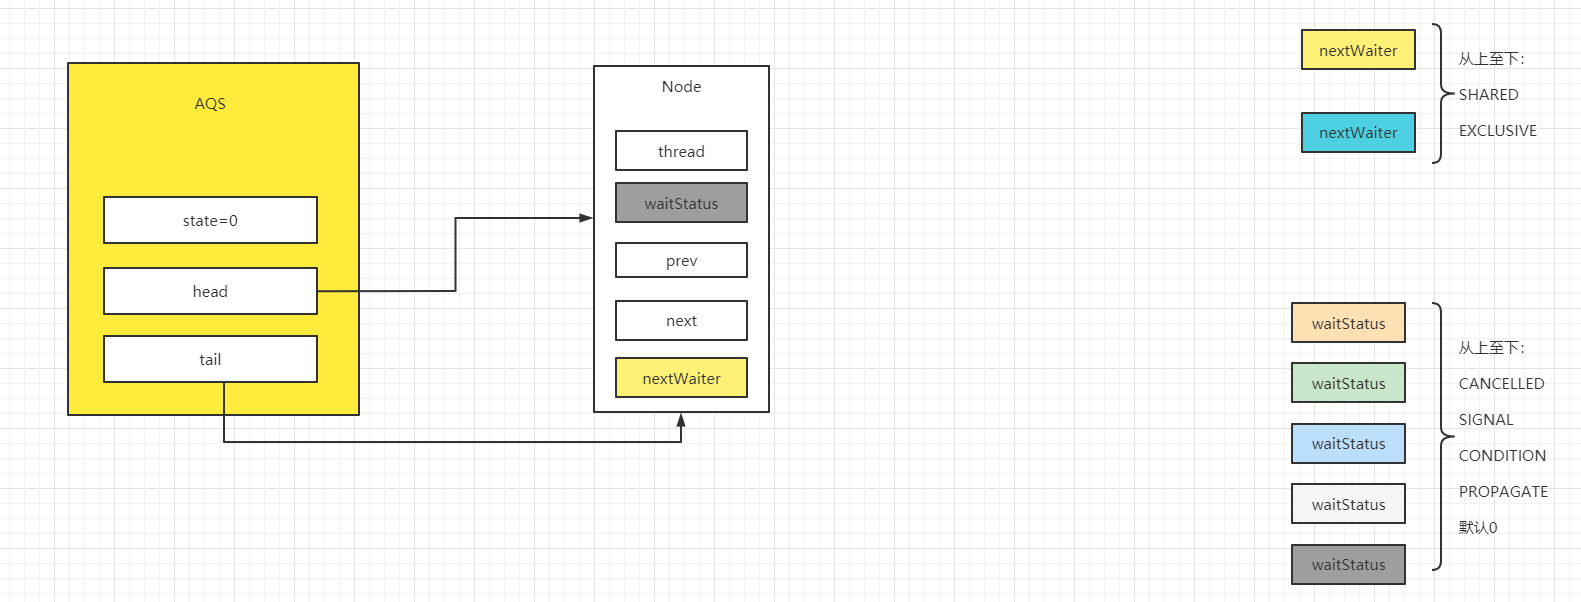 AQS
state=0
head
tail
Node
thread
waitStatus
prev
next
nextWaiter
nextWaiter
nextWaiter
从上至下：
SHARED
EXCLUSIVE
waitStatus
waitStatus
waitStatus
waitStatus
waitStatus
从上至下：
CANCELLED
SIGNAL
CONDITION
PROPAGATE
默认0